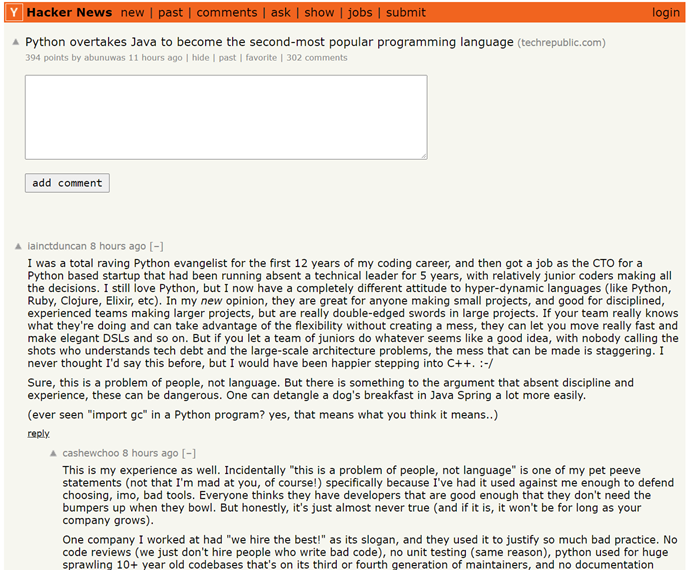 Y Hacker News new | past | comments | ask | show | jobs | submit login
▲ Python overtakes Java to become the second-most popular programming language (techrepublic.com)
394 points by abunuwas 11 hours ago | hide | past | favorite | 302 comments
add comment
▲ iainctduncan 8 hours ago [–]
I was a total raving Python evangelist for the first 12 years of my coding career, and then got a job as the CTO for a
Python based startup that had been running absent a technical leader for 5 years, with relatively junior coders making all
the decisions. I still love Python, but I now have a completely different attitude to hyper-dynamic languages (like Python,
Ruby, Clojure, Elixir, etc). In my new opinion, they are great for anyone making small projects, and good for disciplined,
experienced teams making larger projects, but are really double-edged swords in large projects. If your team really knows
what they're doing and can take advantage of the flexibility without creating a mess, they can let you move really fast and
make elegant DSLs and so on. But if you let a team of juniors do whatever seems like a good idea, with nobody calling the
shots who understands tech debt and the large-scale architecture problems, the mess that can be made is staggering. I
never thought I'd say this before, but I would have been happier stepping into C++. :-/
Sure, this is a problem of people, not language. But there is something to the argument that absent discipline and
experience, these can be dangerous. One can detangle a dog's breakfast in Java Spring a lot more easily.
(ever seen "import gc" in a Python program? yes, that means what you think it means..)
reply
▲ cashewchoo 8 hours ago [–]
This is my experience as well. Incidentally "this is a problem of people, not language" is one of my pet peeve
statements (not that I'm mad at you, of course!) specifically because I've had it used against me enough to defend
choosing, imo, bad tools. Everyone thinks they have developers that are good enough that they don't need the
bumpers up when they bowl. But honestly, it's just almost never true (and if it is, it won't be for long as your
company grows).
One company I worked at had "we hire the best!" as its slogan, and they used it to justify so much bad practice. No
code reviews (we just don't hire people who write bad code), no unit testing (same reason), python used for huge
sprawling 10+ year old codebases that's on its third or fourth generation of maintainers, and no documentation